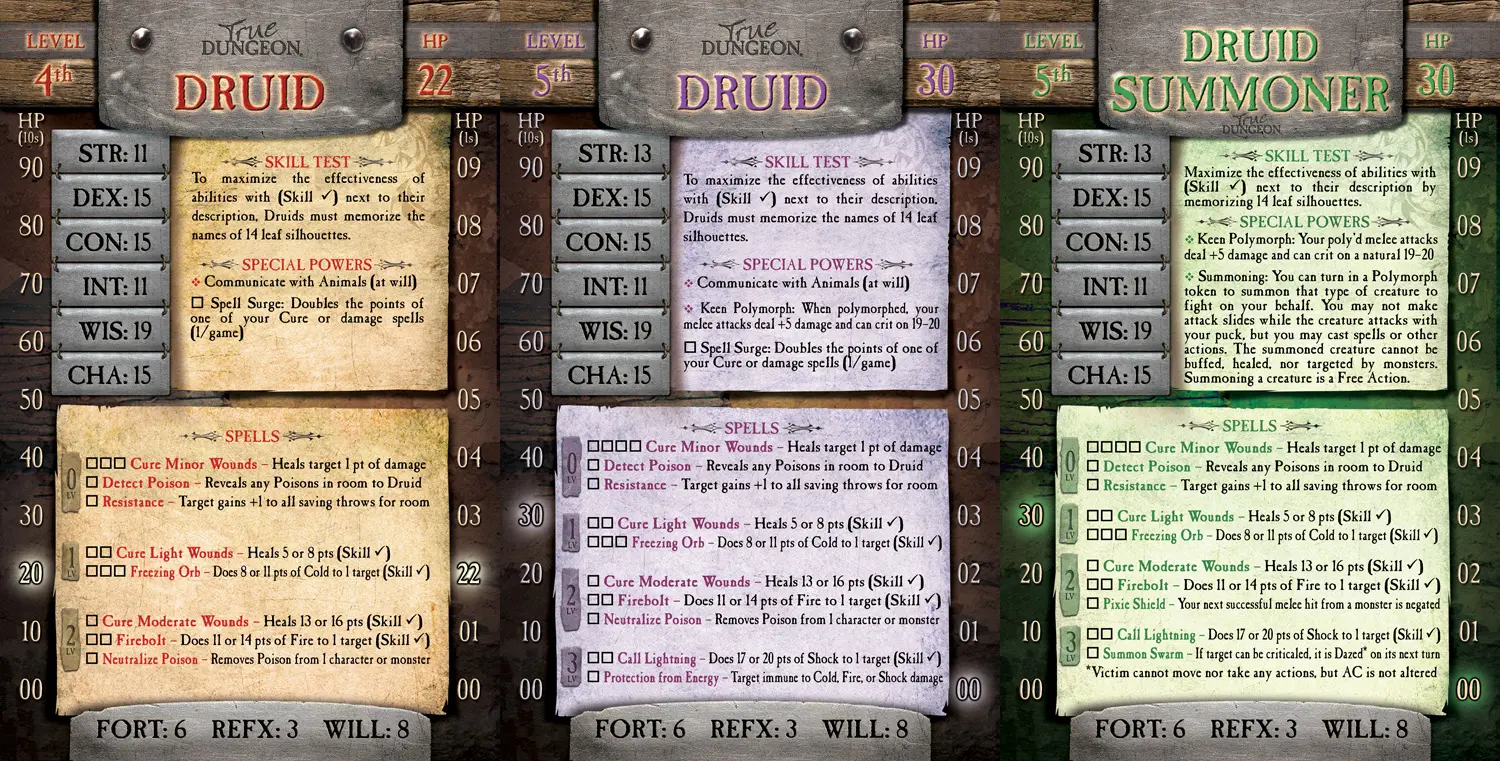 LEVEL
4th
True
DUNGEON
DRUID
HP
22
HP
(10s)
90
80
70
60
50
40
30
20
10
00
STR: 11
DEX: 15
CON: 15
INT: 11
WIS: 19
CHA: 15
SKILL TEST
To maximize the effectiveness of
abilities with (Skill ✓) next to their
description, Druids must memorize the
names of 14 leaf silhouettes.
SPECIAL POWERS
❖ Communicate with Animals (at will)
☐ Spell Surge: Doubles the points of
one of your Cure or damage spells
(1/game)
HP
(1s)
09
08
07
06
05
04
03
22
01
00
SPELLS
0
LV
☐☐☐ Cure Minor Wounds – Heals target 1 pt of damage
☐ Detect Poison – Reveals any Poisons in room to Druid
☐ Resistance – Target gains +1 to all saving throws for room
1
LV
☐☐ Cure Light Wounds – Heals 5 or 8 pts (Skill ✓)
☐☐☐ Freezing Orb – Does 8 or 11 pts of Cold to 1 target (Skill ✓)
2
LV
☐ Cure Moderate Wounds – Heals 13 or 16 pts (Skill ✓)
☐☐ Firebolt – Does 11 or 14 pts of Fire to 1 target (Skill ✓)
☐ Neutralize Poison – Removes Poison from 1 character or monster
FORT: 6 REFX: 3 WILL: 8
LEVEL
5th
True
DUNGEON
DRUID
HP
30
HP
(10s)
90
80
70
60
50
40
30
20
10
00
STR: 13
DEX: 15
CON: 15
INT: 11
WIS: 19
CHA: 15
SKILL TEST
To maximize the effectiveness of abilities
with (Skill ✓) next to their description,
Druids must memorize the names of 14 leaf
silhouettes.
SPECIAL POWERS
❖ Communicate with Animals (at will)
❖ Keen Polymorph: When polymorphed, your
melee attacks deal +5 damage and can crit on 19-20
☐ Spell Surge: Doubles the points of one of
your Cure or damage spells (1/game)
HP
(1s)
09
08
07
06
05
04
03
02
01
00
SPELLS
0
LV
☐☐☐☐ Cure Minor Wounds – Heals target 1 pt of damage
☐ Detect Poison – Reveals any Poisons in room to Druid
☐ Resistance – Target gains +1 to all saving throws for room
1
LV
☐☐ Cure Light Wounds – Heals 5 or 8 pts (Skill ✓)
☐☐☐ Freezing Orb – Does 8 or 11 pts of Cold to 1 target (Skill ✓)
2
LV
☐ Cure Moderate Wounds – Heals 13 or 16 pts (Skill ✓)
☐☐ Firebolt – Does 11 or 14 pts of Fire to 1 target (Skill ✓)
☐ Neutralize Poison – Removes Poison from 1 character or monster
3
LV
☐☐ Call Lightning – Does 17 or 20 pts of Shock to 1 target (Skill ✓)
☐ Protection from Energy – Target immune to Cold, Fire, or Shock damage
FORT: 6 REFX: 3 WILL: 8
LEVEL
5th
DRUID
SUMMONER
True
DUNGEON
HP
30
HP
(10s)
90
80
70
60
50
40
30
20
10
00
STR: 13
DEX: 15
CON: 15
INT: 11
WIS: 19
CHA: 15
SKILL TEST
Maximize the effectiveness of abilities with
(Skill ✓) next to their description by
memorizing 14 leaf silhouettes.
SPECIAL POWERS
❖ Keen Polymorph: Your poly'd melee attacks
deal +5 damage and can crit on a natural 19-20
❖ Summoning: You can turn in a Polymorph
token to summon that type of creature to
fight on your behalf. You may not make
attack slides while the creature attacks with
your puck, but you may cast spells or other
actions. The summoned creature cannot be
buffed, healed, nor targeted by monsters.
Summoning a creature is a Free Action.
HP
(1s)
09
08
07
06
05
04
03
02
01
00
SPELLS
0
LV
☐☐☐☐ Cure Minor Wounds – Heals target 1 pt of damage
☐ Detect Poison – Reveals any Poisons in room to Druid
☐ Resistance – Target gains +1 to all saving throws for room
1
LV
☐☐ Cure Light Wounds – Heals 5 or 8 pts (Skill ✓)
☐☐☐ Freezing Orb – Does 8 or 11 pts of Cold to 1 target (Skill ✓)
2
LV
☐ Cure Moderate Wounds – Heals 13 or 16 pts (Skill ✓)
☐☐ Firebolt – Does 11 or 14 pts of Fire to 1 target (Skill ✓)
☐ Pixie Shield – Your next successful melee hit from a monster is negated
3
LV
☐☐ Call Lightning – Does 17 or 20 pts of Shock to 1 target (Skill ✓)
☐ Summon Swarm – If target can be criticaled, it is Dazed* on its next turn
*Victim cannot move nor take any actions, but AC is not altered
FORT: 6 REFX: 3 WILL: 8